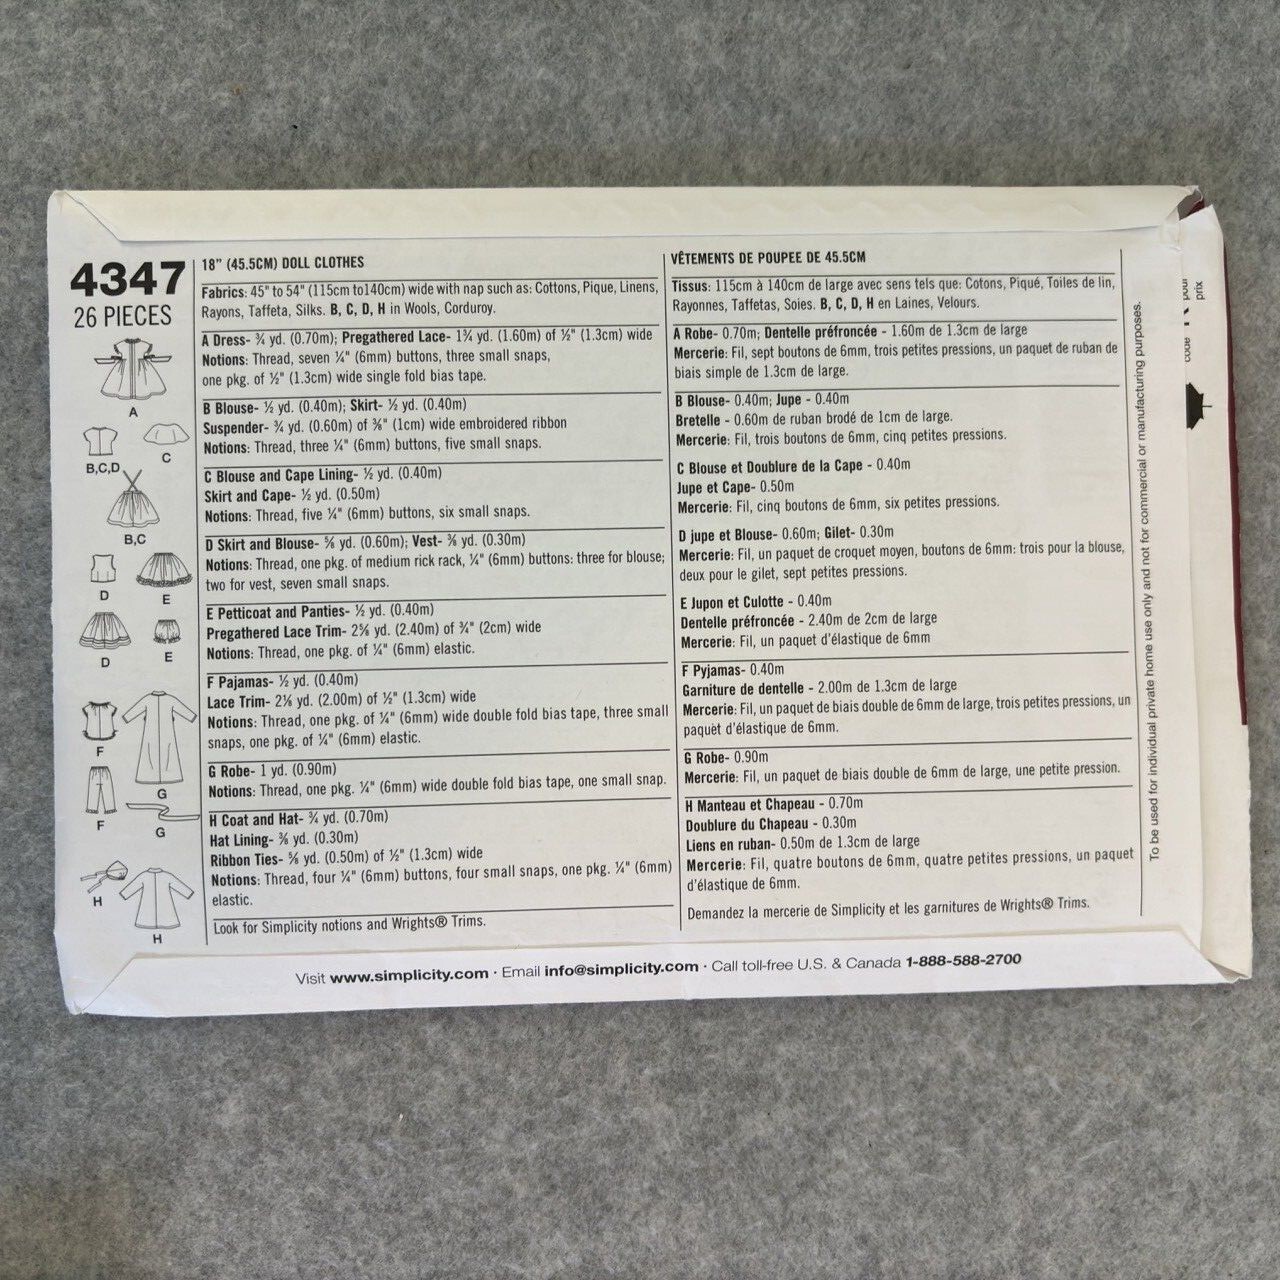 4347
26 PIECES
A
B,C,D
C
B,C
D
E
D
E
F
G
F
G
H
H
18" (45.5CM) DOLL CLOTHES
Fabrics: 45" to 54" (115cm to140cm) wide with nap such as: Cottons, Pique, Linens,
Rayons, Taffeta, Silks. B, C, D, H in Wools, Corduroy.
A Dress- ¾ yd. (0.70m); Pregathered Lace- 1¾ yd. (1.60m) of ½" (1.3cm) wide
Notions: Thread, seven ¼" (6mm) buttons, three small snaps,
one pkg. of ½" (1.3cm) wide single fold bias tape.
B Blouse- ½ yd. (0.40m); Skirt- ½ yd. (0.40m)
Suspender- ¾ yd. (0.60m) of ⅜" (1cm) wide embroidered ribbon
Notions: Thread, three ¼" (6mm) buttons, five small snaps.
C Blouse and Cape Lining- ½ yd. (0.40m)
Skirt and Cape- ½ yd. (0.50m)
Notions: Thread, five ¼" (6mm) buttons, six small snaps.
D Skirt and Blouse- ⅝ yd. (0.60m); Vest- ⅜ yd. (0.30m)
Notions: Thread, one pkg. of medium rick rack, ¼" (6mm) buttons: three for blouse;
two for vest, seven small snaps.
E Petticoat and Panties- ½ yd. (0.40m)
Pregathered Lace Trim- 2⅝ yd. (2.40m) of ¾" (2cm) wide
Notions: Thread, one pkg. of ¼" (6mm) elastic.
F Pajamas- ½ yd. (0.40m)
Lace Trim- 2⅛ yd. (2.00m) of ½" (1.3cm) wide
Notions: Thread, one pkg. of ¼" (6mm) wide double fold bias tape, three small
snaps, one pkg. of ¼" (6mm) elastic.
G Robe- 1 yd. (0.90m)
Notions: Thread, one pkg. ¼" (6mm) wide double fold bias tape, one small snap.
H Coat and Hat- ¾ yd. (0.70m)
Hat Lining- ⅜ yd. (0.30m)
Ribbon Ties- ⅝ yd. (0.50m) of ½" (1.3cm) wide
Notions: Thread, four ¼" (6mm) buttons, four small snaps, one pkg. ¼" (6mm)
elastic.
Look for Simplicity notions and Wrights® Trims.
VÊTEMENTS DE POUPEE DE 45.5CM
Tissus: 115cm à 140cm de large avec sens tels que: Cotons, Piqué, Toiles de lin,
Rayonnes, Taffetas, Soies. B, C, D, H en Laines, Velours.
A Robe- 0.70m; Dentelle préfroncée - 1.60m de 1.3cm de large
Mercerie: Fil, sept boutons de 6mm, trois petites pressions, un paquet de ruban de
biais simple de 1.3cm de large.
B Blouse- 0.40m; Jupe - 0.40m
Bretelle - 0.60m de ruban brodé de 1cm de large.
Mercerie: Fil, trois boutons de 6mm, cinq petites pressions.
C Blouse et Doublure de la Cape - 0.40m
Jupe et Cape- 0.50m
Mercerie: Fil, cinq boutons de 6mm, six petites pressions.
D jupe et Blouse- 0.60m; Gilet- 0.30m
Mercerie: Fil, un paquet de croquet moyen, boutons de 6mm: trois pour la blouse,
deux pour le gilet, sept petites pressions.
E Jupon et Culotte - 0.40m
Dentelle préfroncée - 2.40m de 2cm de large
Mercerie: Fil, un paquet d'élastique de 6mm
F Pyjamas- 0.40m
Garniture de dentelle - 2.00m de 1.3cm de large
Mercerie: Fil, un paquet de biais double de 6mm de large, trois petites pressions, un
paquet d'élastique de 6mm.
G Robe- 0.90m
Mercerie: Fil, un paquet de biais double de 6mm de large, une petite pression.
H Manteau et Chapeau - 0.70m
Doublure du Chapeau - 0.30m
Liens en ruban- 0.50m de 1.3cm de large
Mercerie: Fil, quatre boutons de 6mm, quatre petites pressions, un paquet
d'élastique de 6mm.
Demandez la mercerie de Simplicity et les garnitures de Wrights® Trims.
To be used for individual private home use only and not for commercial or manufacturing purposes.
code
pour
prix
Visit www.simplicity.com · Email info@simplicity.com · Call toll-free U.S. & Canada 1-888-588-2700